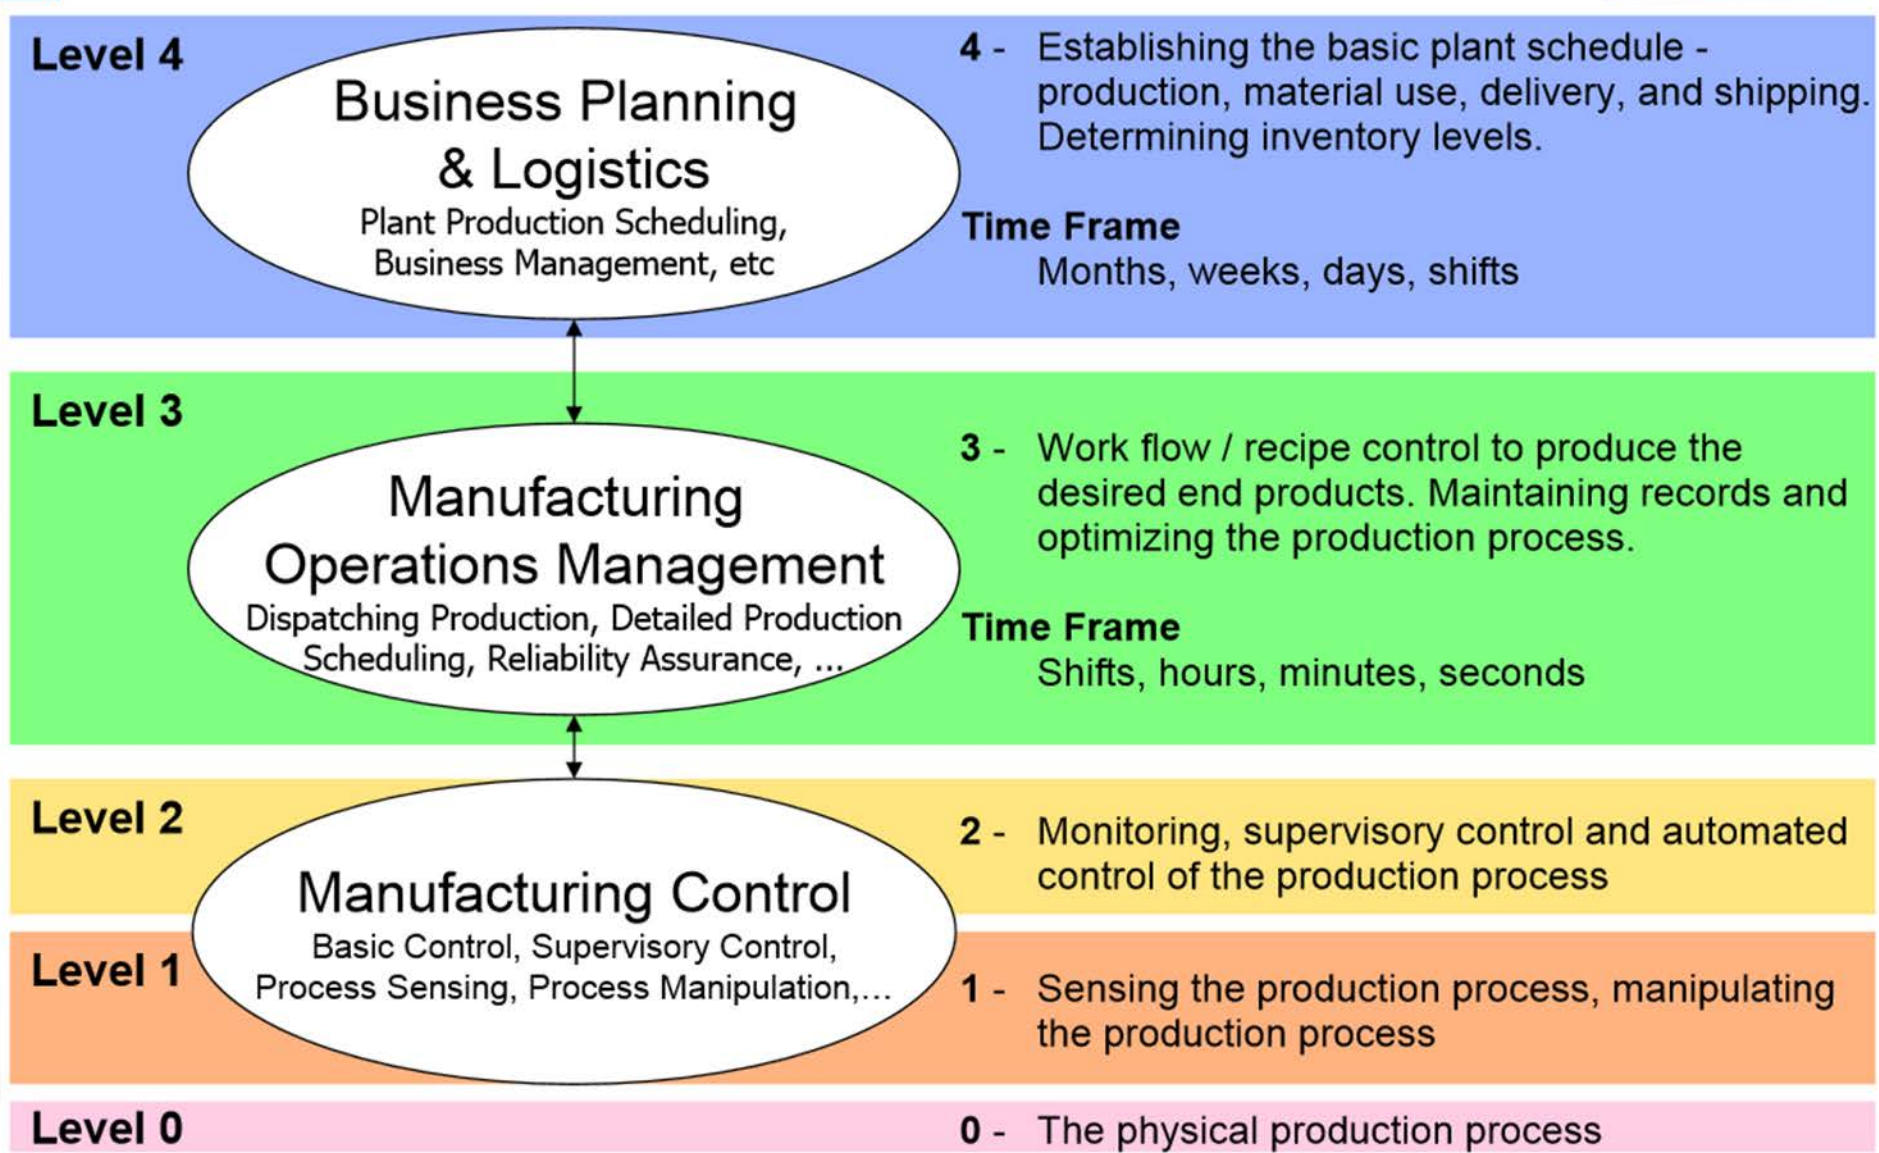 Level 4
Business Planning
& Logistics
Plant Production Scheduling,
Business Management, etc
4 - Establishing the basic plant schedule -
production, material use, delivery, and shipping.
Determining inventory levels.
Time Frame
Months, weeks, days, shifts
Level 3
Manufacturing
Operations Management
Dispatching Production, Detailed Production
Scheduling, Reliability Assurance, ...
3 - Work flow / recipe control to produce the
desired end products. Maintaining records and
optimizing the production process.
Time Frame
Shifts, hours, minutes, seconds
Level 2
Manufacturing Control
Basic Control, Supervisory Control,
Process Sensing, Process Manipulation,...
2 - Monitoring, supervisory control and automated
control of the production process
Level 1
1 - Sensing the production process, manipulating
the production process
Level 0
0 - The physical production process